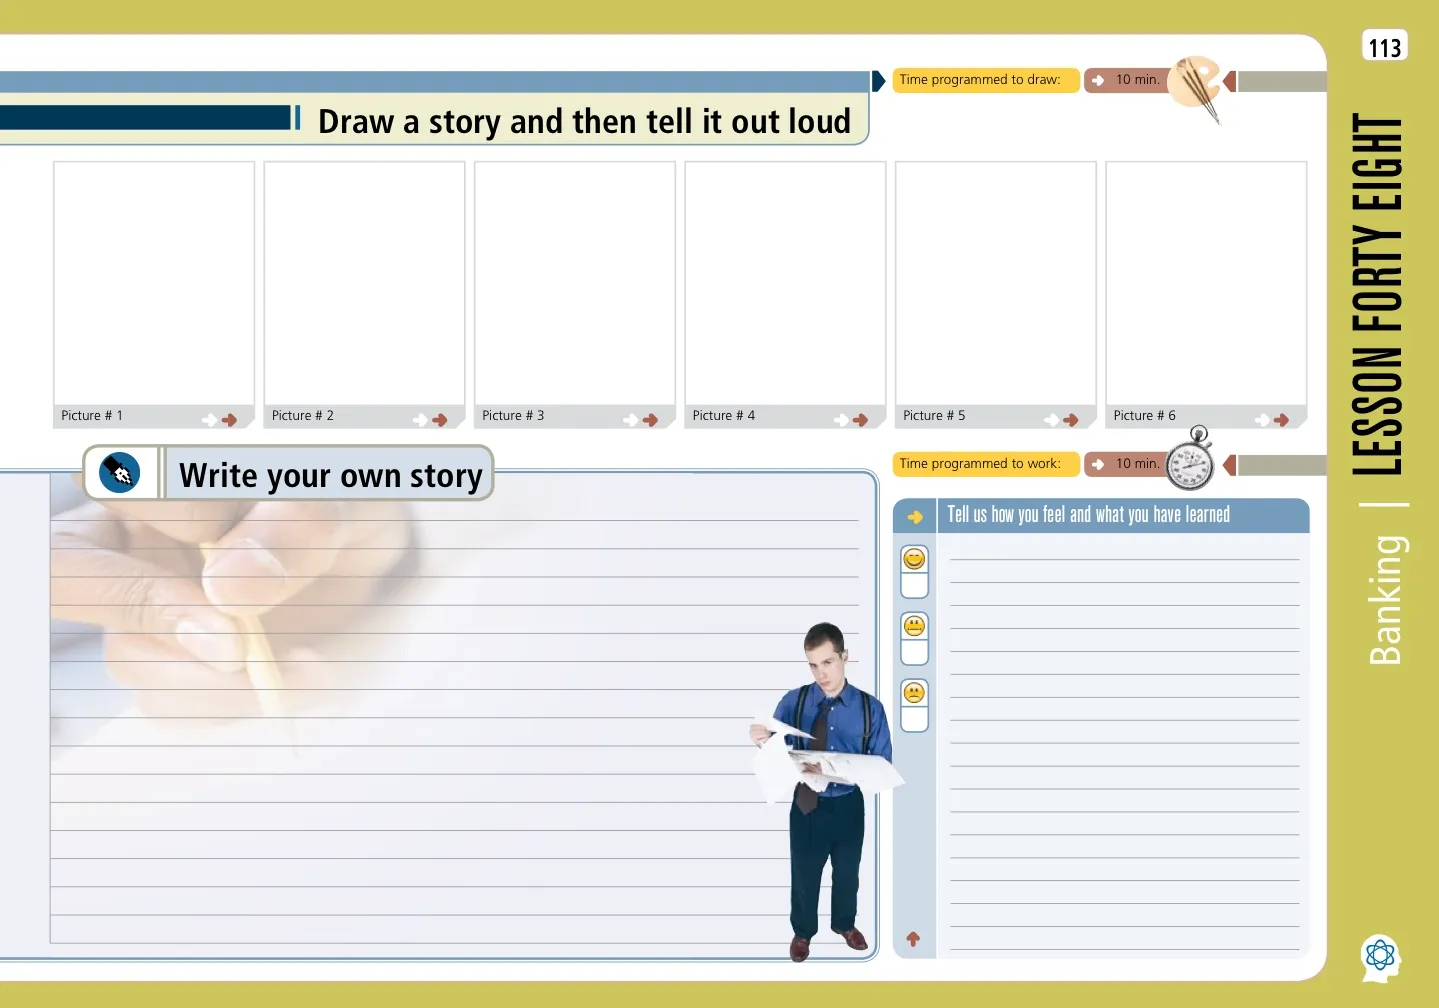 113
Time programmed to draw:
10 min.
Draw a story and then tell it out loud
Picture # 1
Picture # 2
Picture # 3
Picture # 4
Picture # 5
Picture # 6
Write your own story
Time programmed to work:
10 min.
Tell us how you feel and what you have learned
LESSON FORTY EIGHT
Banking